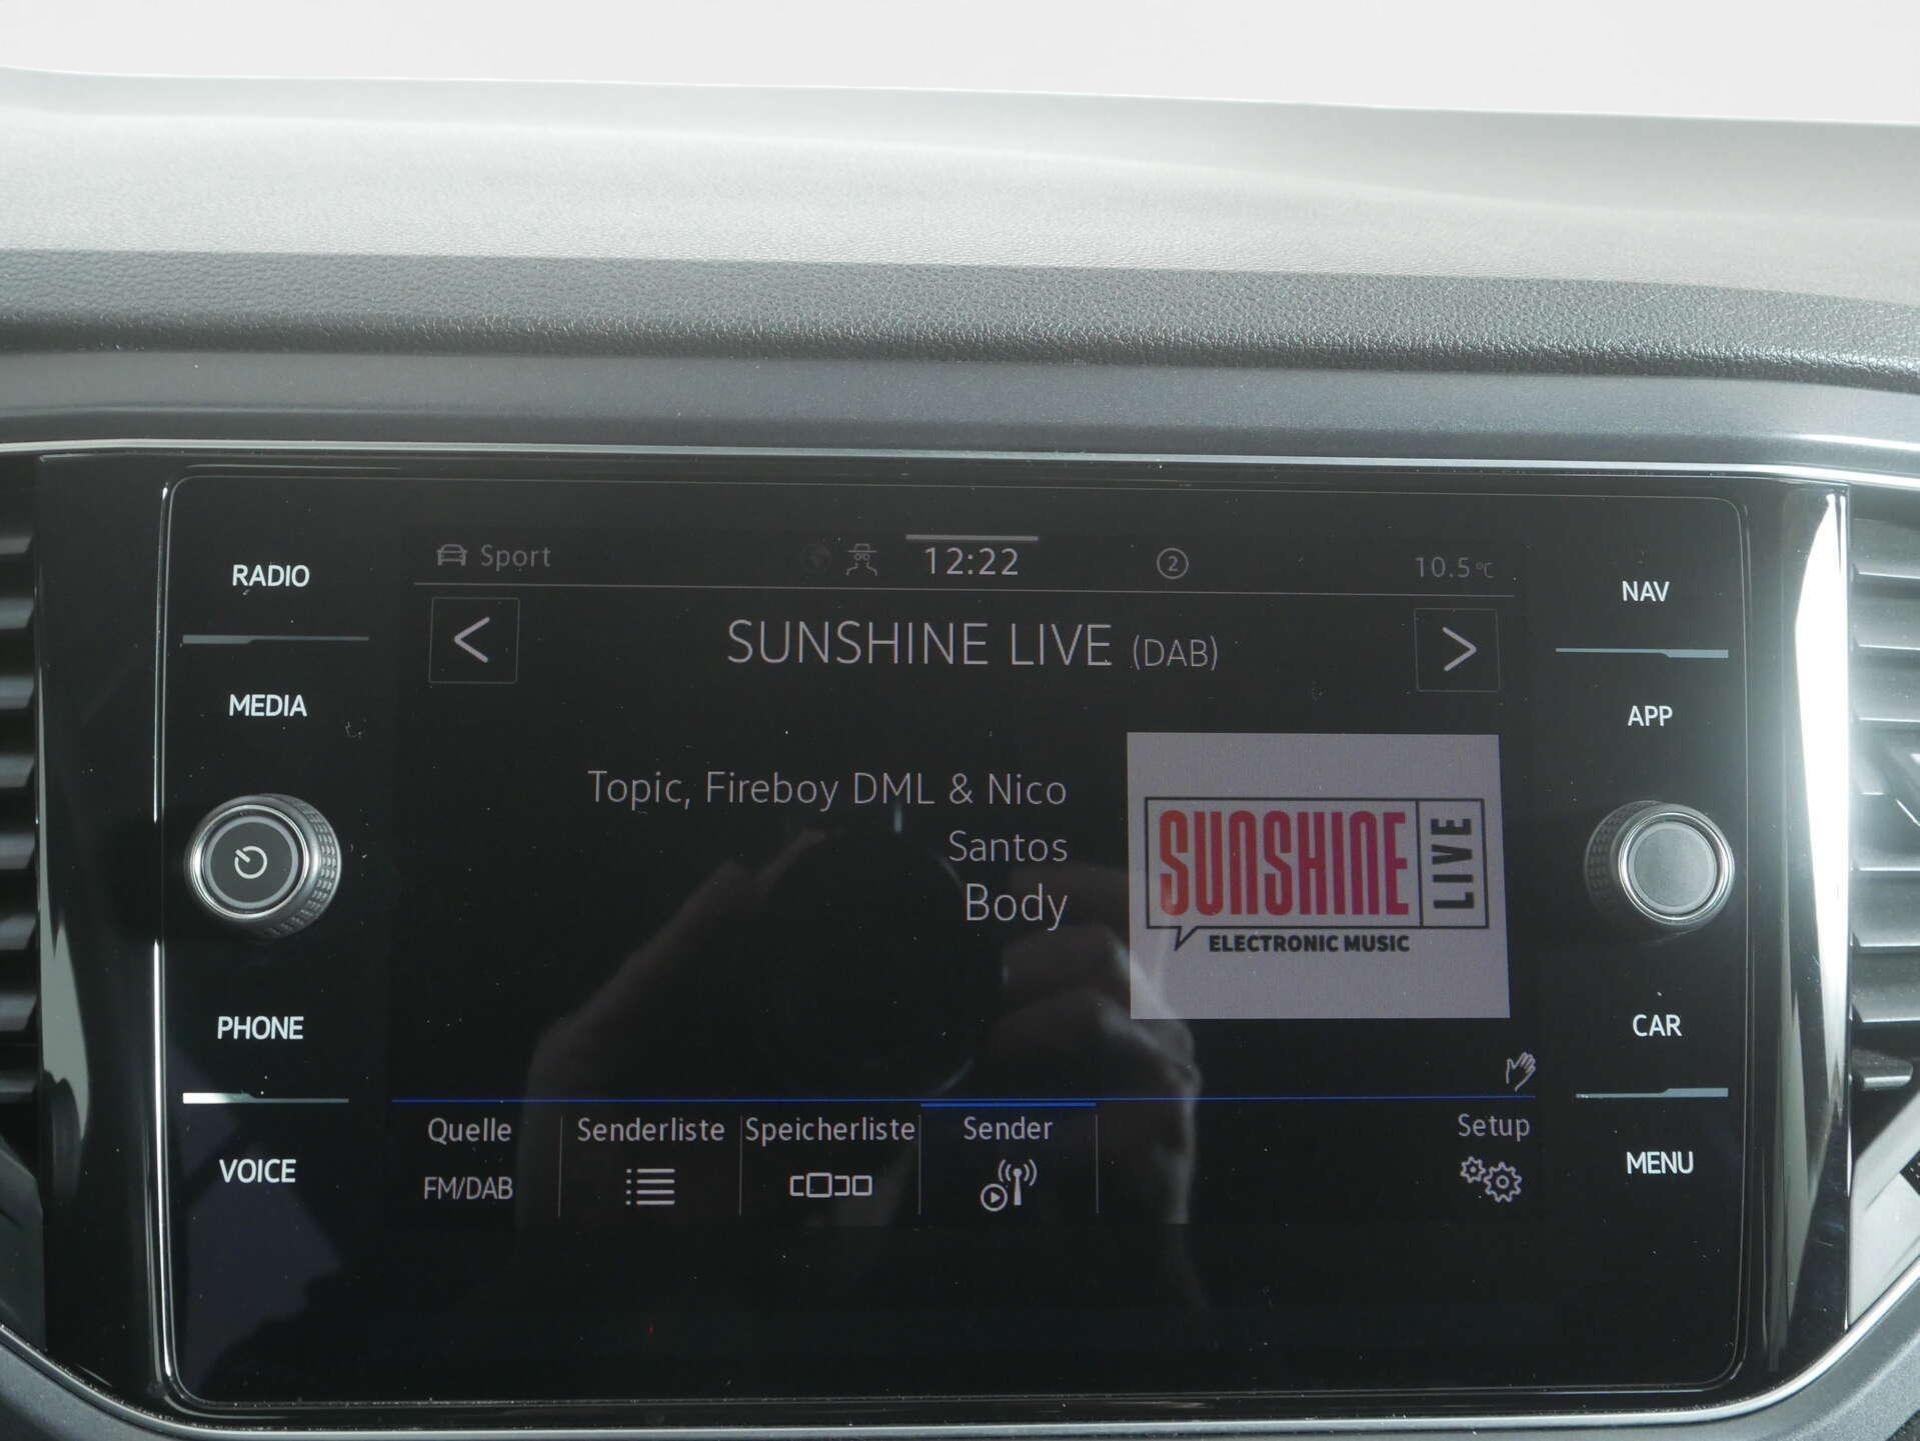 Sport
12:22
2
10.5°C
RADIO
MEDIA
PHONE
VOICE
<
SUNSHINE LIVE (DAB)
>
Topic, Fireboy DML & Nico
Santos
Body
SUNSHINE LIVE
ELECTRONIC MUSIC
Quelle
FM/DAB
Senderliste
Speicherliste
Sender
Setup
NAV
APP
CAR
MENU